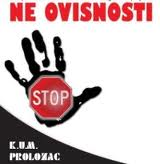 NE OVISNOSTI
STOP
K.U.M.
PROLOZAC